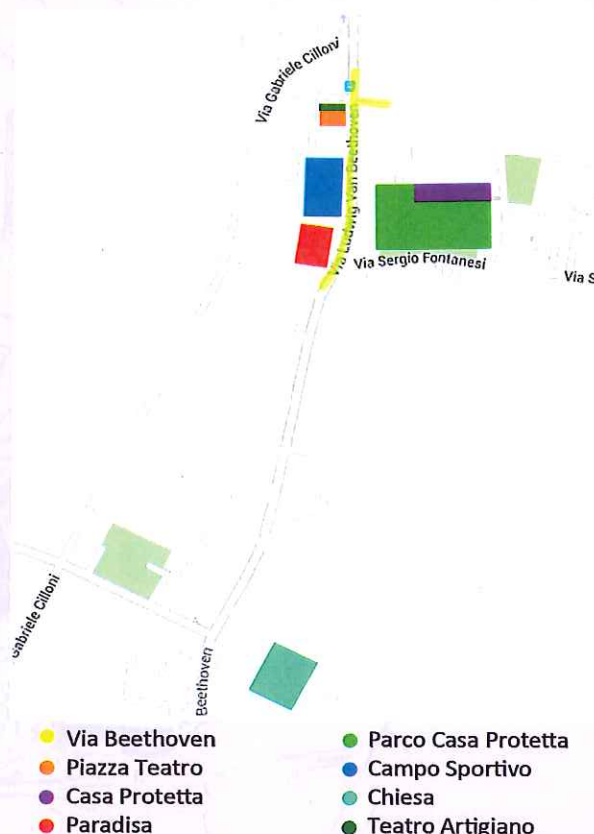 Via Gabriele Cilloni
Via Ludwig Van Beethoven
Via Sergio Fontanesi
Via S
Gabriele Cilloni
Beethoven
Via Beethoven
Piazza Teatro
Casa Protetta
Paradisa
Parco Casa Protetta
Campo Sportivo
Chiesa
Teatro Artigiano